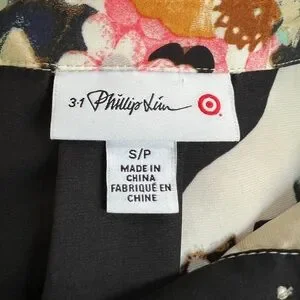 3·1 Phillip Lim
S/P
MADE IN
CHINA
FABRIQUÉ EN
CHINE